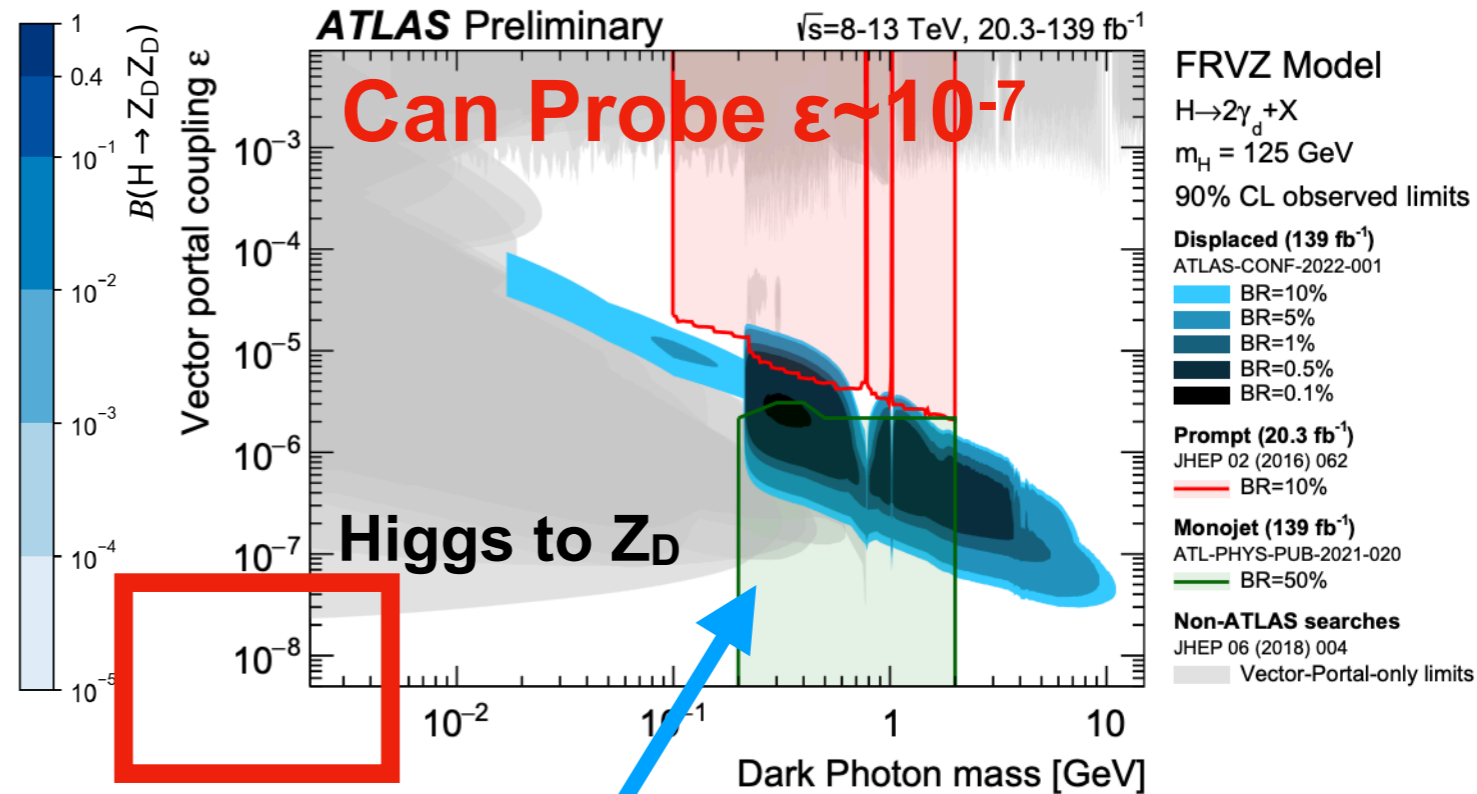 1
0.4
10⁻¹
10⁻²
10⁻³
10⁻⁴
10⁻⁵
B(H → Z_D Z_D)
ATLAS Preliminary
√s=8-13 TeV, 20.3-139 fb⁻¹
Can Probe ε~10⁻⁷
Vector portal coupling ε
10⁻³
10⁻⁴
10⁻⁵
10⁻⁶
10⁻⁷
10⁻⁸
Higgs to Z_D
10⁻²
10⁻¹
1
10
Dark Photon mass [GeV]
FRVZ Model
H→2γ_d+X
m_H = 125 GeV
90% CL observed limits
Displaced (139 fb⁻¹)
ATLAS-CONF-2022-001
BR=10%
BR=5%
BR=1%
BR=0.5%
BR=0.1%
Prompt (20.3 fb⁻¹)
JHEP 02 (2016) 062
BR=10%
Monojet (139 fb⁻¹)
ATL-PHYS-PUB-2021-020
BR=50%
Non-ATLAS searches
JHEP 06 (2018) 004
Vector-Portal-only limits